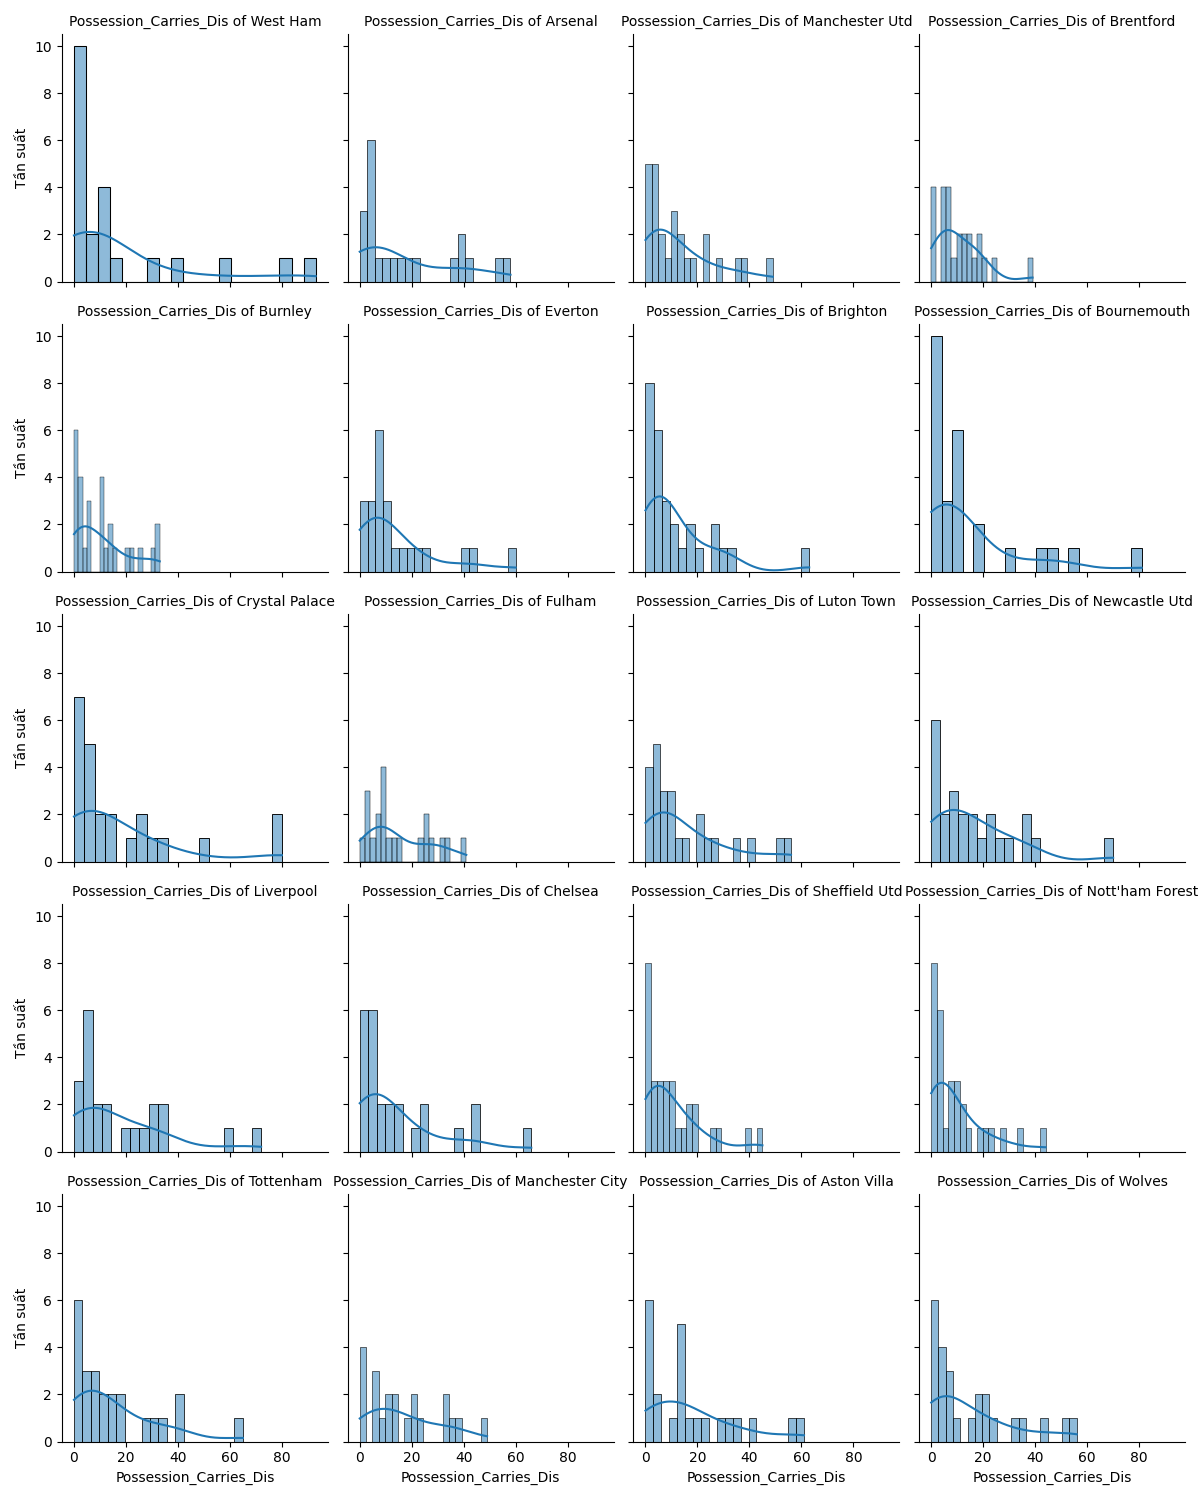 Possession_Carries_Dis of West Ham
Possession_Carries_Dis of Arsenal
Possession_Carries_Dis of Manchester Utd
Possession_Carries_Dis of Brentford
10
8
6
4
2
0
Tần suất
Possession_Carries_Dis of Burnley
Possession_Carries_Dis of Everton
Possession_Carries_Dis of Brighton
Possession_Carries_Dis of Bournemouth
10
8
6
4
2
0
Tần suất
Possession_Carries_Dis of Crystal Palace
Possession_Carries_Dis of Fulham
Possession_Carries_Dis of Luton Town
Possession_Carries_Dis of Newcastle Utd
10
8
6
4
2
0
Tần suất
Possession_Carries_Dis of Liverpool
Possession_Carries_Dis of Chelsea
Possession_Carries_Dis of Sheffield Utd
Possession_Carries_Dis of Nott'ham Forest
10
8
6
4
2
0
Tần suất
Possession_Carries_Dis of Tottenham
Possession_Carries_Dis of Manchester City
Possession_Carries_Dis of Aston Villa
Possession_Carries_Dis of Wolves
10
8
6
4
2
0
Tần suất
0 20 40 60 80
0 20 40 60 80
0 20 40 60 80
0 20 40 60 80
Possession_Carries_Dis
Possession_Carries_Dis
Possession_Carries_Dis
Possession_Carries_Dis